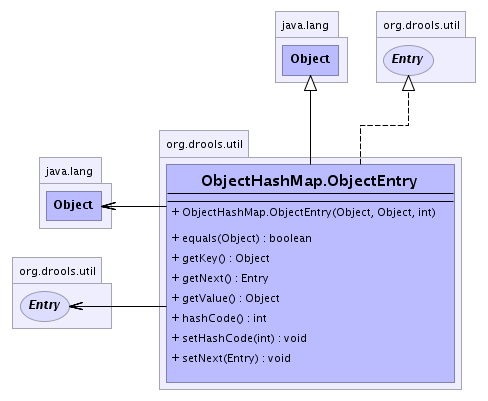 java.lang
Object
org.drools.util
Entry
org.drools.util
ObjectHashMap.ObjectEntry
+ ObjectHashMap.ObjectEntry(Object, Object, int)
+ equals(Object) : boolean
+ getKey() : Object
+ getNext() : Entry
+ getValue() : Object
+ hashCode() : int
+ setHashCode(int) : void
+ setNext(Entry) : void
java.lang
Object
org.drools.util
Entry